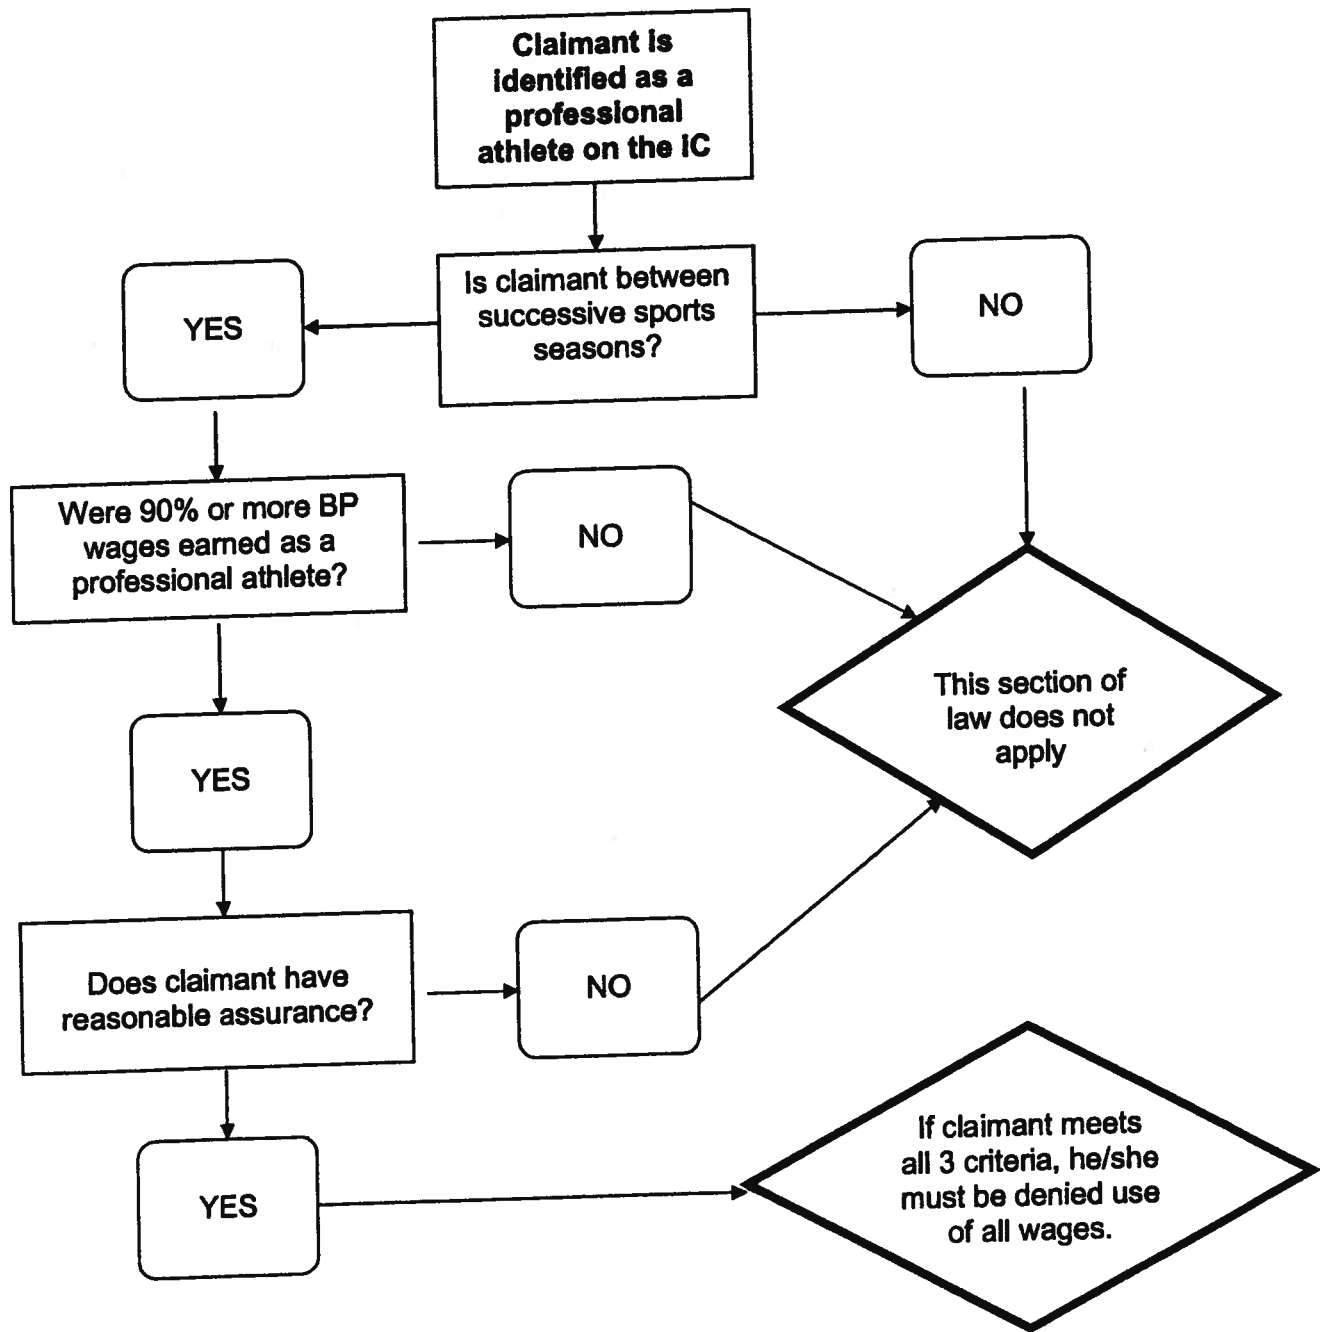 Claimant is
identified as a
professional
athlete on the IC
Is claimant between
successive sports
seasons?
YES
NO
Were 90% or more BP
wages earned as a
professional athlete?
NO
This section of
law does not
apply
YES
Does claimant have
reasonable assurance?
NO
If claimant meets
all 3 criteria, he/she
must be denied use
of all wages.
YES